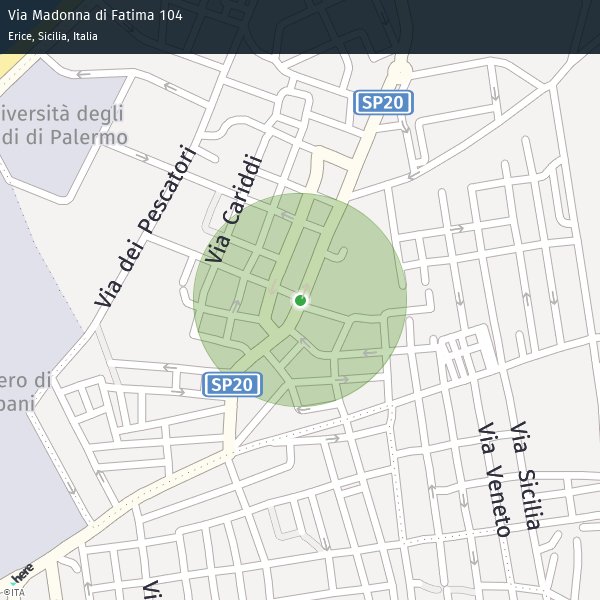 Via Madonna di Fatima 104
Erice, Sicilia, Italia
SP20
iversità degli
di di Palermo
Via dei Pescatori
Via Cariddi
SP20
ero di
pani
Via Veneto
Via Sicilia
Vi
here
©ITA